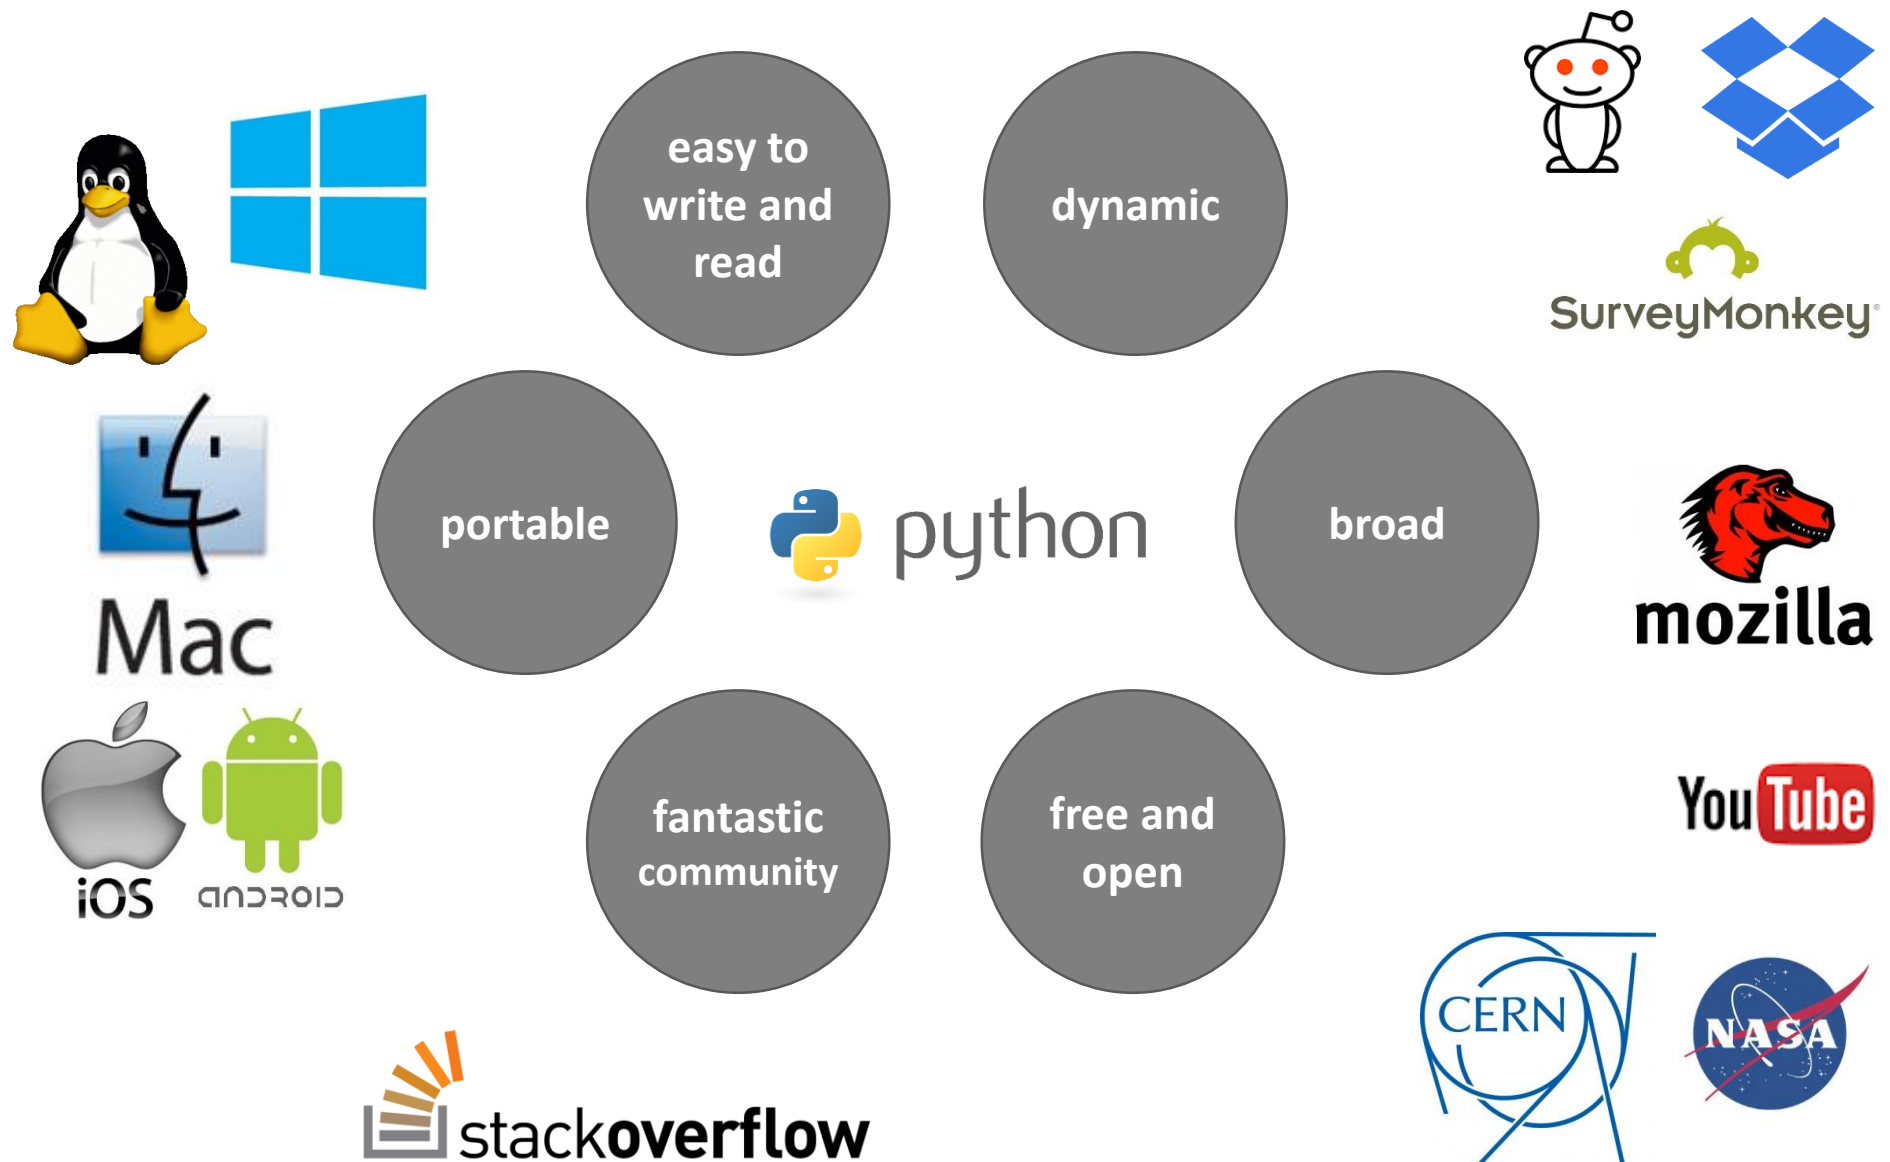 easy to
write and
read
dynamic
SurveyMonkey®
portable
python
broad
Mac
mozilla
iOS
ANDROID
fantastic
community
free and
open
YouTube
CERN
NASA
stackoverflow